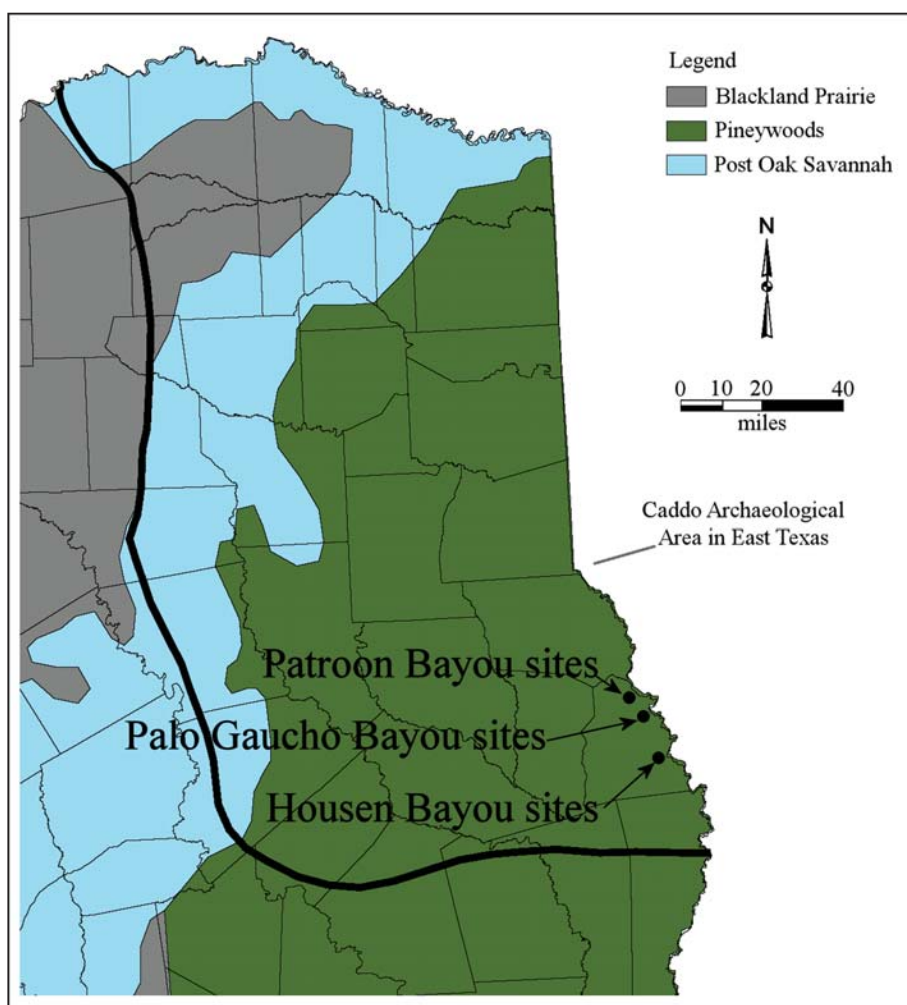 Legend
Blackland Prairie
Pineywoods
Post Oak Savannah
N
0 10 20 40
miles
Caddo Archaeological
Area in East Texas
Patroon Bayou sites
Palo Gaucho Bayou sites
Housen Bayou sites